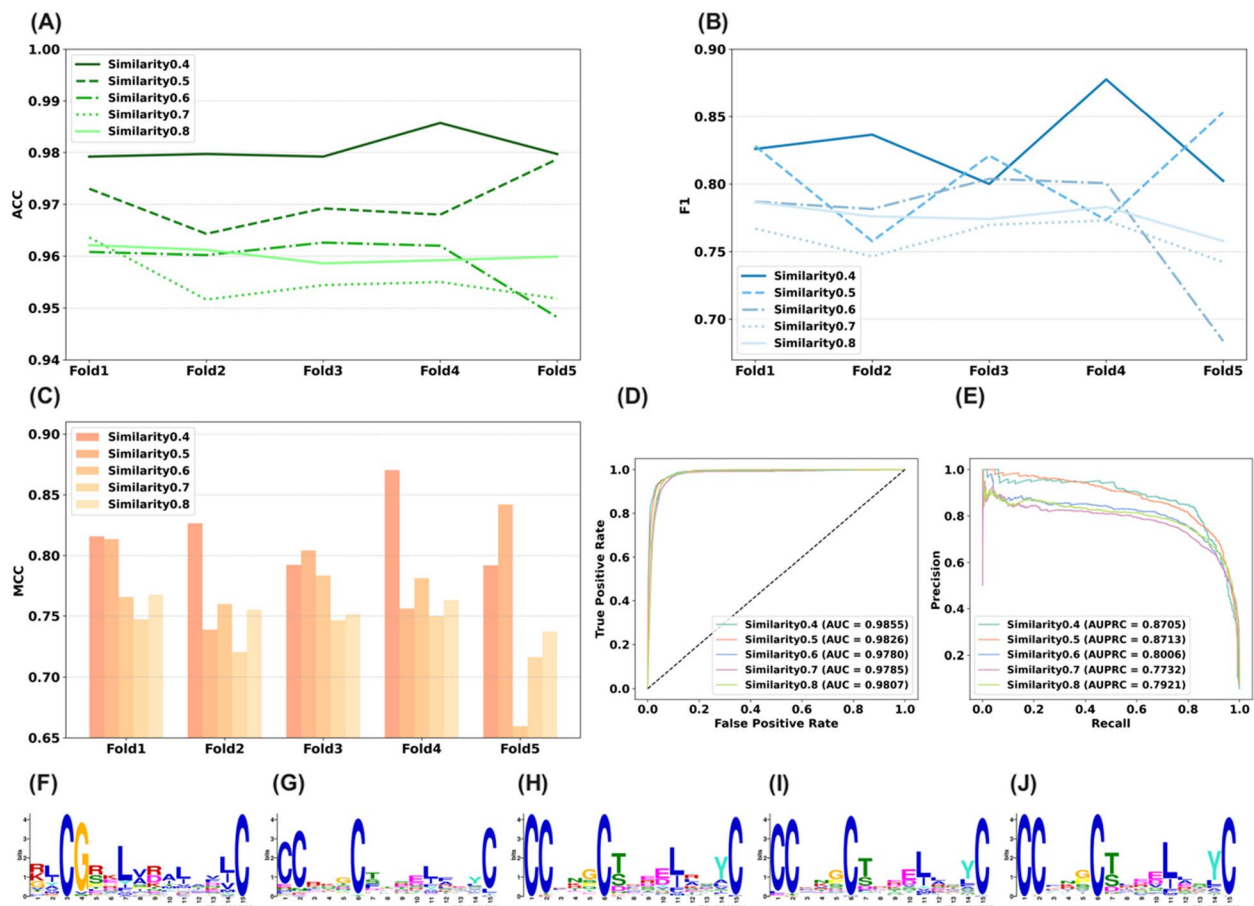 (A)
1.00
0.99
0.98
0.97
0.96
0.95
0.94
ACC
Similarity0.4
Similarity0.5
Similarity0.6
Similarity0.7
Similarity0.8
Fold1 Fold2 Fold3 Fold4 Fold5
(B)
0.90
0.85
0.80
0.75
0.70
F1
Similarity0.4
Similarity0.5
Similarity0.6
Similarity0.7
Similarity0.8
Fold1 Fold2 Fold3 Fold4 Fold5
(C)
0.90
0.85
0.80
0.75
0.70
0.65
MCC
Similarity0.4
Similarity0.5
Similarity0.6
Similarity0.7
Similarity0.8
Fold1 Fold2 Fold3 Fold4 Fold5
(D)
1.0
0.8
0.6
0.4
0.2
0.0
True Positive Rate
Similarity0.4 (AUC = 0.9855)
Similarity0.5 (AUC = 0.9826)
Similarity0.6 (AUC = 0.9780)
Similarity0.7 (AUC = 0.9785)
Similarity0.8 (AUC = 0.9807)
0.0 0.2 0.4 0.6 0.8 1.0
False Positive Rate
(E)
1.0
0.8
0.6
0.4
0.2
Precision
Similarity0.4 (AUPRC = 0.8705)
Similarity0.5 (AUPRC = 0.8713)
Similarity0.6 (AUPRC = 0.8006)
Similarity0.7 (AUPRC = 0.7732)
Similarity0.8 (AUPRC = 0.7921)
0.0 0.2 0.4 0.6 0.8 1.0
Recall
(F)
bits
(G)
bits
(H)
bits
(I)
bits
(J)
bits